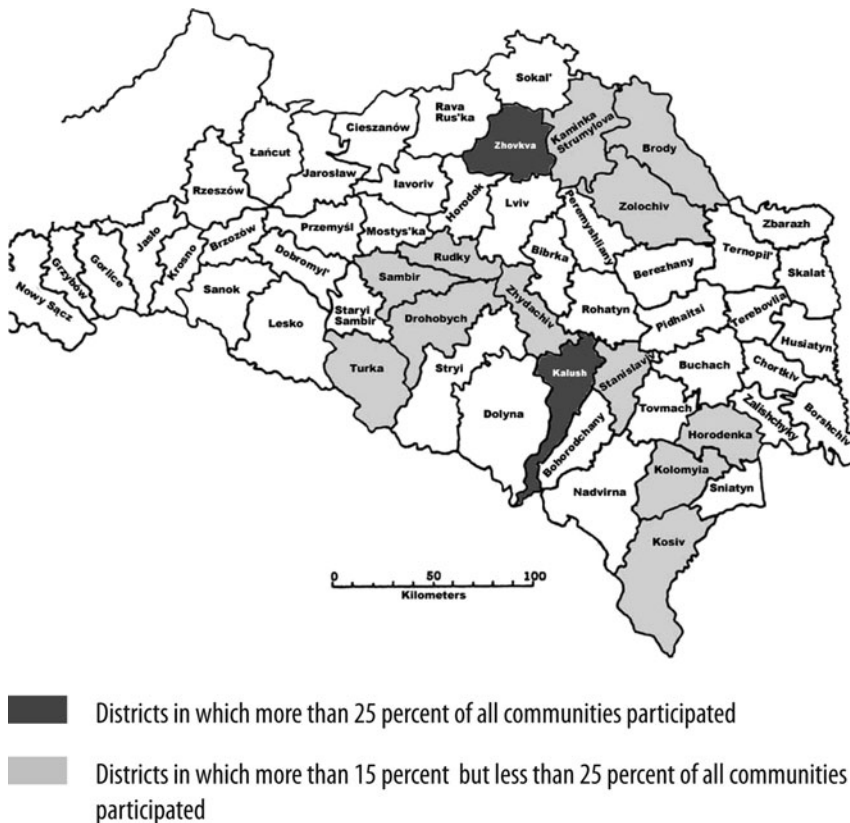 Sokal'
Rava
Rus'ka
Cieszanów
Zhovkva
Kaminka
Strumylova
Brody
Łańcut
Jaroslaw
Rzeszów
Iavoriv
Horodok
Lviv
Peremyshliany
Zolochiv
Zbarazh
Przemyśl
Mostys'ka
Jasło
Krosno
Brzozów
Dobromyl'
Rudky
Bibrka
Berezhany
Ternopil'
Skalat
Nowy Sącz
Grzybów
Gorlice
Sanok
Sambir
Lesko
Staryi
Sambir
Drohobych
Zhydachiv
Rohatyn
Pidhaitsi
Terebovlia
Husiatyn
Turka
Stryi
Kalush
Stanislaviv
Buchach
Chortkiv
Dolyna
Tovmach
Zalishchyky
Borshchiv
Bohorodchany
Horodenka
Nadvirna
Kolomyia
Sniatyn
Kosiv
0 50 100
Kilometers
Districts in which more than 25 percent of all communities participated
Districts in which more than 15 percent but less than 25 percent of all communities
participated